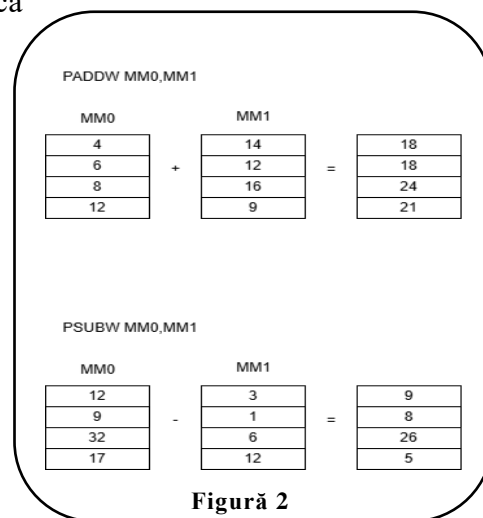 că
PADDW MM0,MM1
MM0 MM1
4 14 18
6 + 12 = 18
8 16 24
12 9 21
PSUBW MM0,MM1
MM0 MM1
12 3 9
9 - 1 = 8
32 6 26
17 12 5
Figură 2